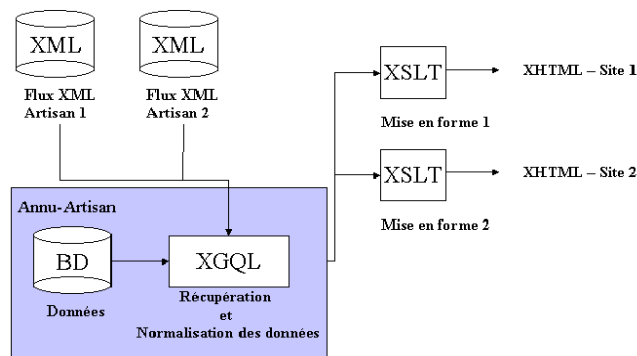 XML
XML
Flux XML
Artisan 1
Flux XML
Artisan 2
XSLT
XHTML – Site 1
Mise en forme 1
XSLT
XHTML – Site 2
Mise en forme 2
Annu-Artisan
BD
XGQL
Données
Récupération
et
Normalisation des données